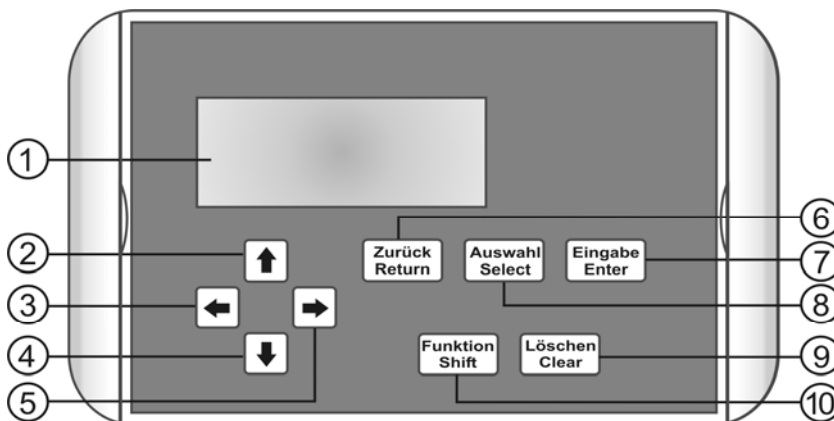 1
6
Zurück Auswahl Eingabe
Return Select Enter
2
7
3
8
Funktion Löschen
Shift Clear
4
9
5
10